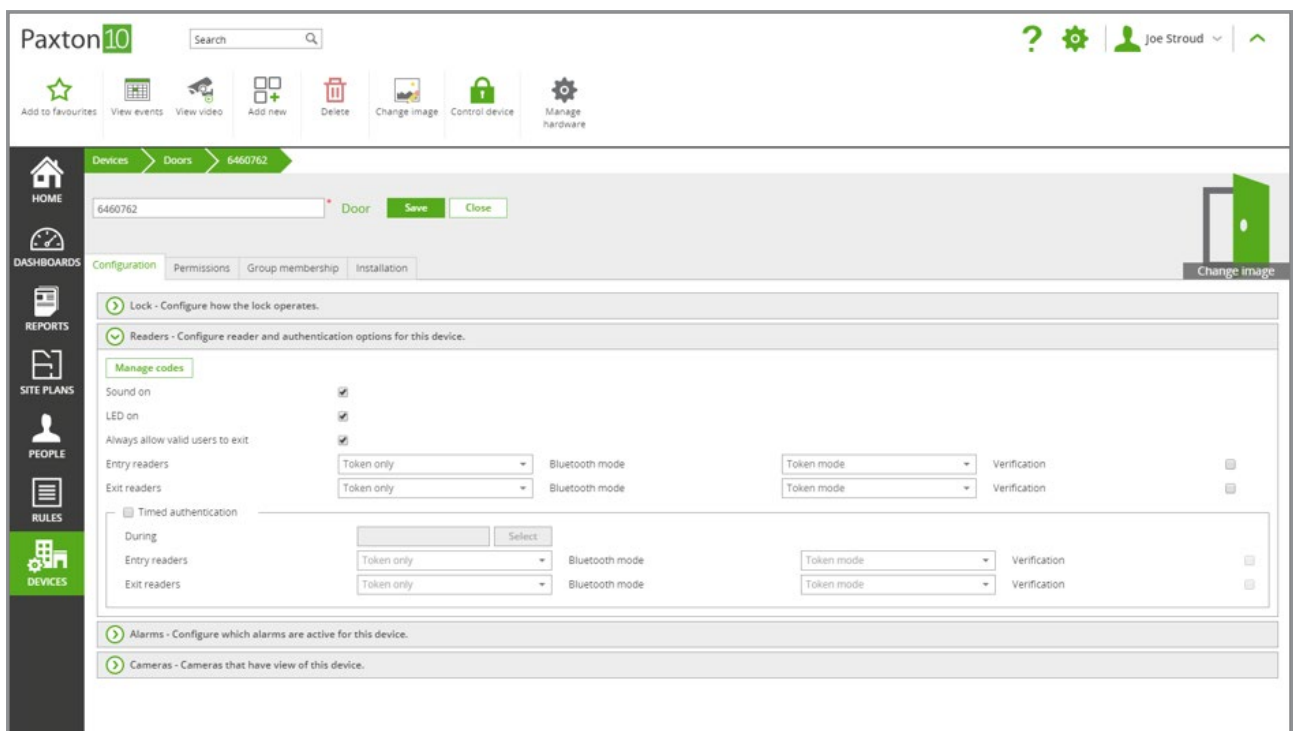 Paxton 10
Search
Joe Stroud
Add to favourites
View events
View video
Add new
Delete
Change image
Control device
Manage hardware
HOME
DASHBOARDS
REPORTS
SITE PLANS
PEOPLE
RULES
DEVICES
Devices Doors 6460762
6460762 * Door Save Close
Change image
Configuration Permissions Group membership Installation
Lock - Configure how the lock operates.
Readers - Configure reader and authentication options for this device.
Manage codes
Sound on
LED on
Always allow valid users to exit
Entry readers Token only Bluetooth mode Token mode Verification
Exit readers Token only Bluetooth mode Token mode Verification
Timed authentication
During Select
Entry readers Token only Bluetooth mode Token mode Verification
Exit readers Token only Bluetooth mode Token mode Verification
Alarms - Configure which alarms are active for this device.
Cameras - Cameras that have view of this device.